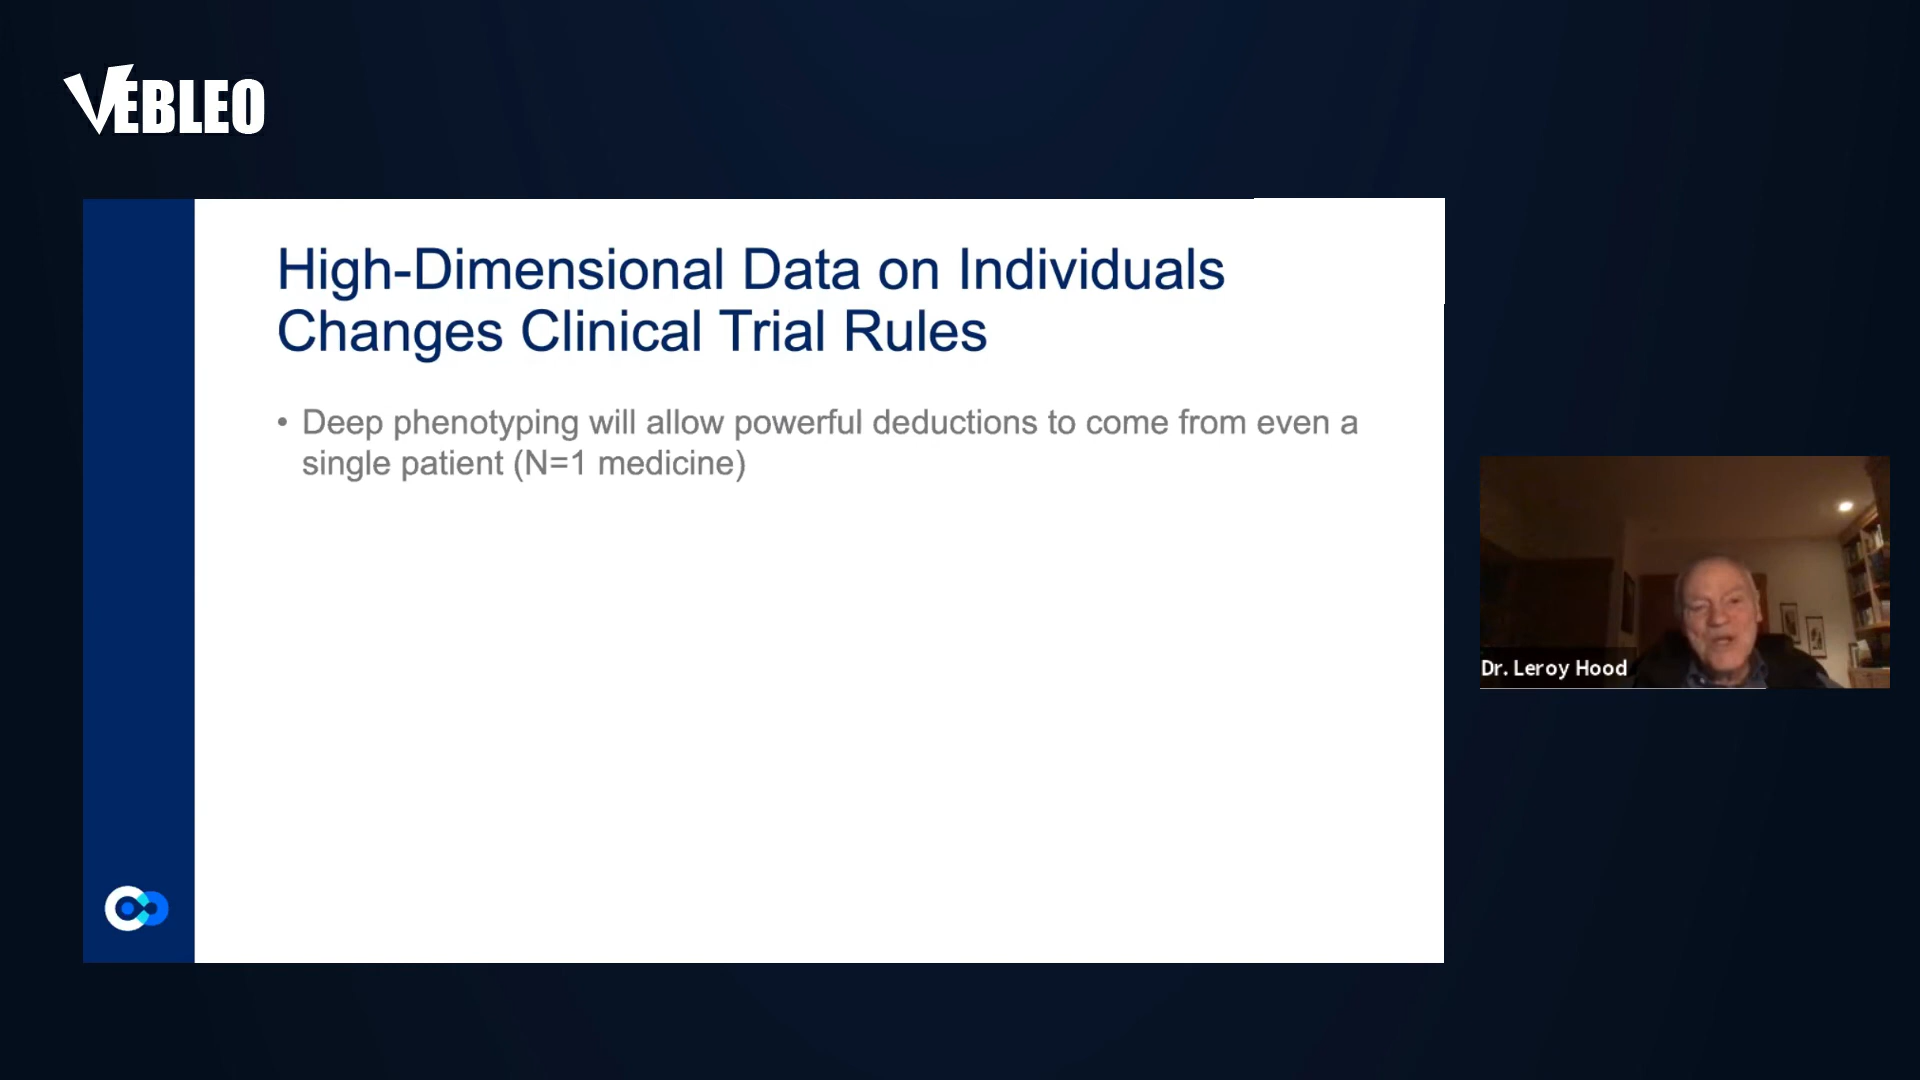 VEBLEO
High-Dimensional Data on Individuals
Changes Clinical Trial Rules
• Deep phenotyping will allow powerful deductions to come from even a
single patient (N=1 medicine)
Dr. Leroy Hood